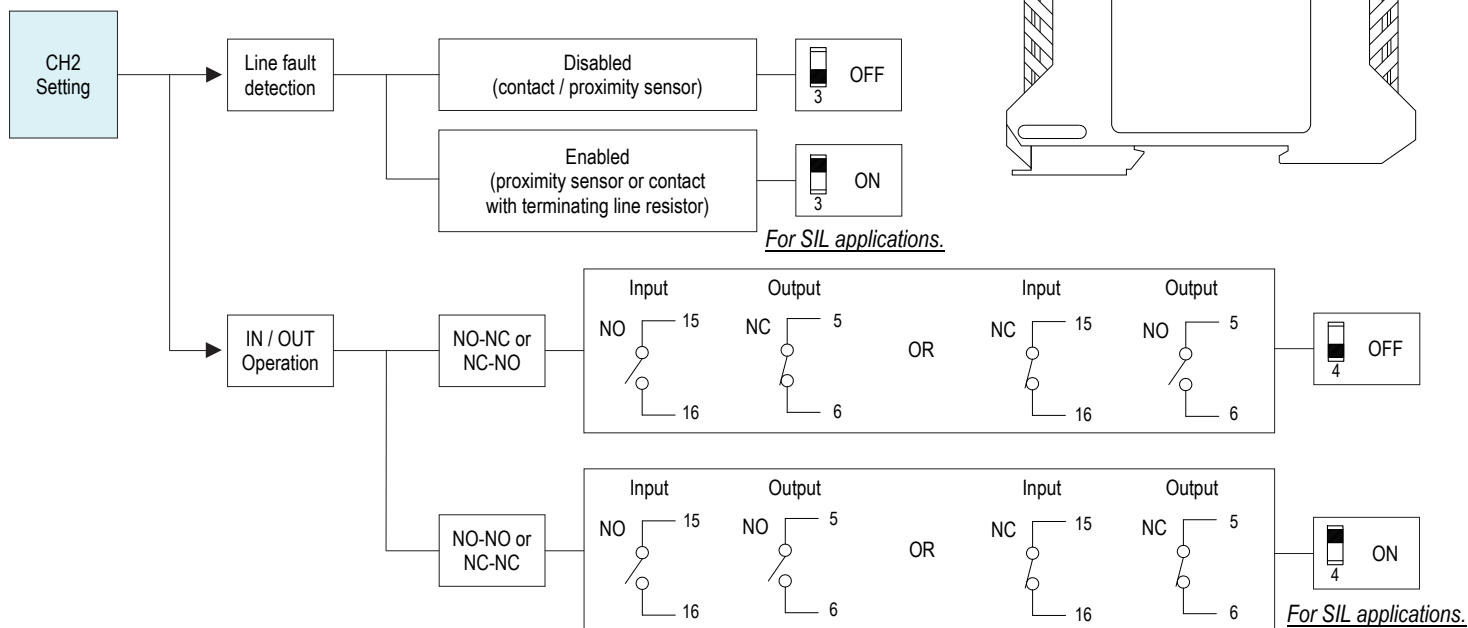 CH2
Setting
Line fault
detection
Disabled
(contact / proximity sensor)
3
OFF
Enabled
(proximity sensor or contact
with terminating line resistor)
3
ON
For SIL applications.
IN / OUT
Operation
NO-NC or
NC-NO
Input
Output
Input
Output
NO
15
NC
5
OR
NC
15
NO
5
16
6
16
6
4
OFF
NO-NO or
NC-NC
Input
Output
Input
Output
NO
15
NO
5
OR
NC
15
NC
5
16
6
16
6
4
ON
For SIL applications.